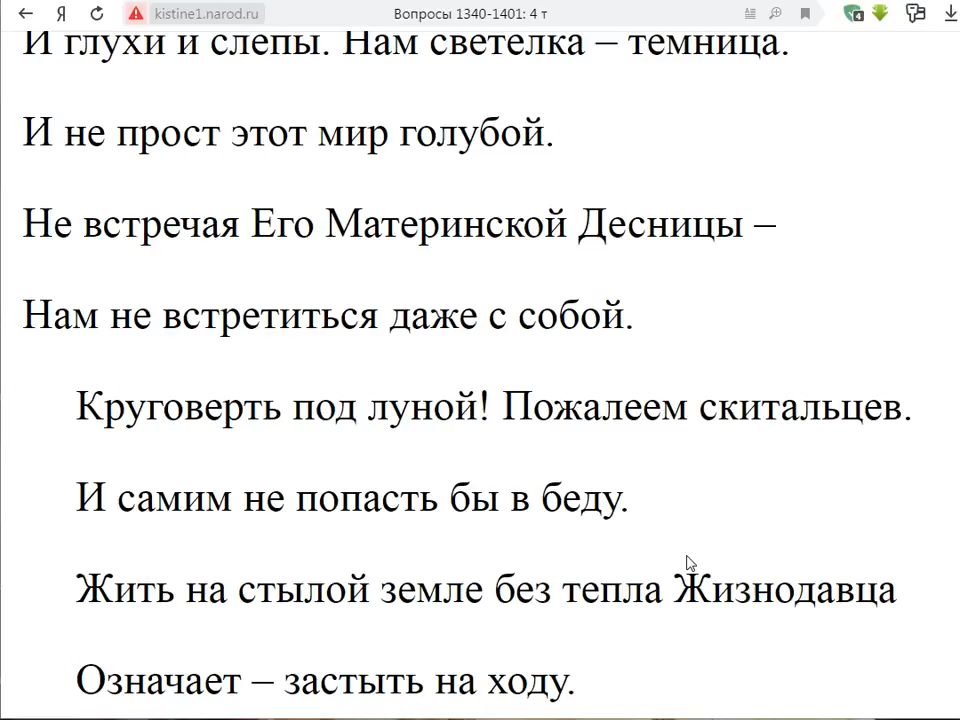 kistine1.narod.ru
Вопросы 1340-1401: 4 т
4
И глухи и слепы. Нам светелка – темница.
И не прост этот мир голубой.
Не встречая Его Материнской Десницы –
Нам не встретиться даже с собой.
Круговерть под луной! Пожалеем скитальцев.
И самим не попасть бы в беду.
Жить на стылой земле без тепла Жизнодавца
Означает – застыть на ходу.